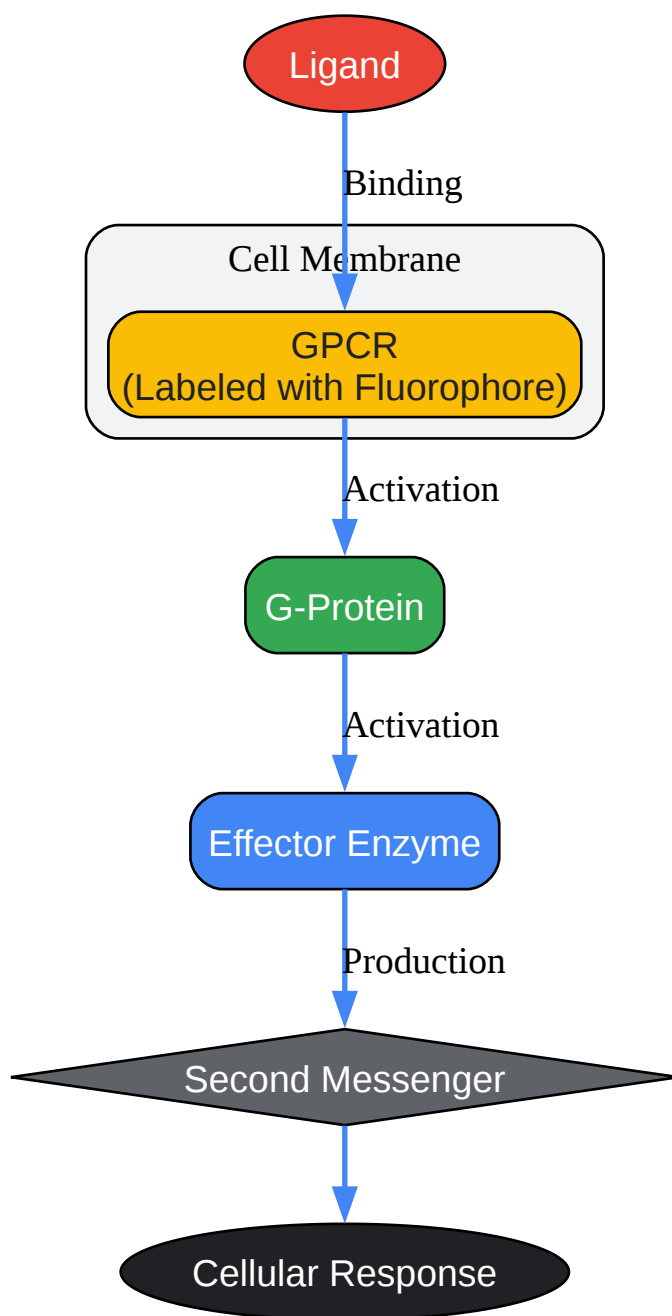 Ligand
Binding
Cell Membrane
GPCR
(Labeled with Fluorophore)
Activation
G-Protein
Activation
Effector Enzyme
Production
Second Messenger
Cellular Response